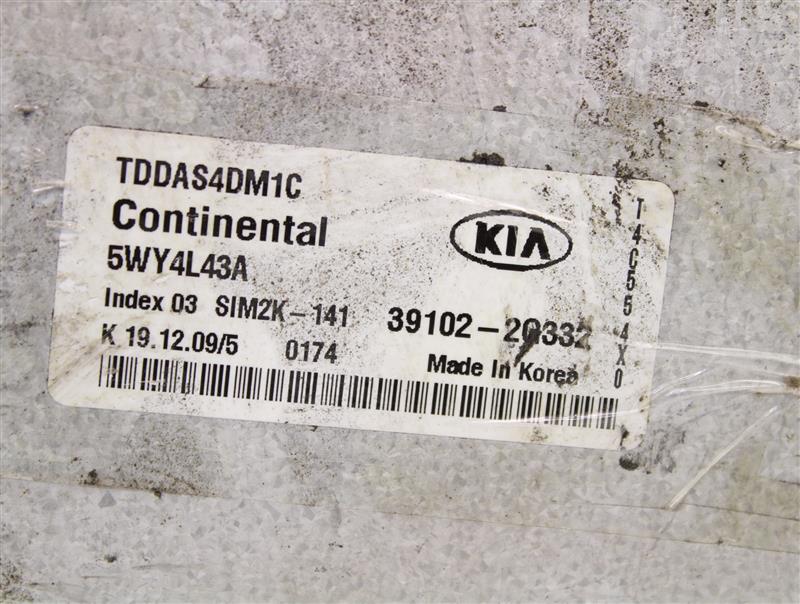 TDDAS4DM1C
Continental
KIA
5WY4L43A
Index 03 SIM2K-141
39102-2G332
K 19.12.09/5 0174
Made In Korea
T4C554X0